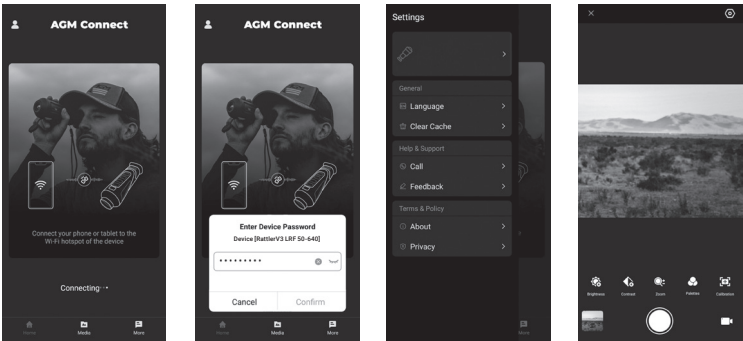 AGM Connect
Connect your phone or tablet to the
Wi-Fi hotspot of the device
Connecting···
Home
Media
More
AGM Connect
Enter Device Password
Device [RattlerV3 LRF 50-640]
•••••••••
Cancel
Confirm
Home
Media
More
Settings
General
Language
Clear Cache
Help & Support
Call
Feedback
Terms & Policy
About
Privacy
More
Brightness
Contrast
Zoom
Palettes
Calibration